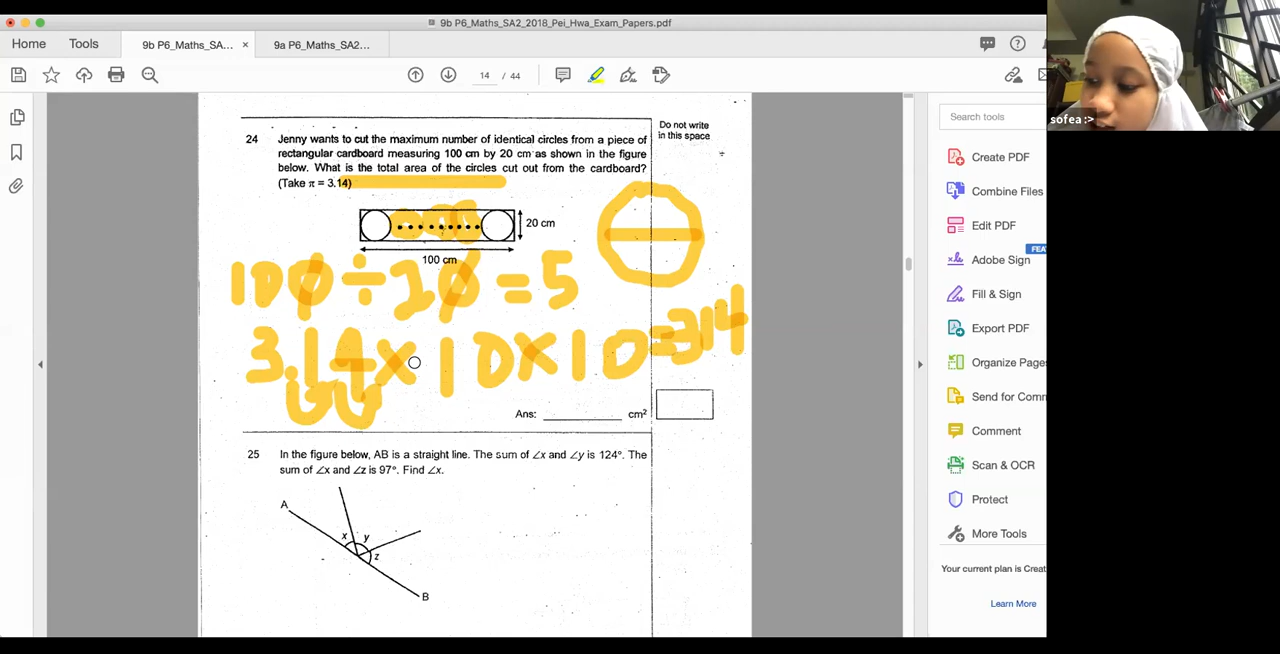 9b P6_Maths_SA2_2018_Pei_Hwa_Exam_Papers.pdf
Home Tools 9b P6_Maths_SA... × 9a P6_Maths_SA2...
14 / 44
sofea :>
Search tools
Create PDF
Combine Files
Edit PDF
FEA
Adobe Sign
Fill & Sign
Export PDF
Organize Pages
Send for Comm
Comment
Scan & OCR
Protect
More Tools
Your current plan is Creat
Learn More
Do not write
in this space
24 Jenny wants to cut the maximum number of identical circles from a piece of
rectangular cardboard measuring 100 cm by 20 cm as shown in the figure
below. What is the total area of the circles cut out from the cardboard?
(Take π = 3.14)
20 cm
100 cm
100 ÷ 20 = 5
3.14 × 10 × 10 = 314
Ans: ____________ cm²
25 In the figure below, AB is a straight line. The sum of ∠x and ∠y is 124°. The
sum of ∠x and ∠z is 97°. Find ∠x.
A
x y
z
B